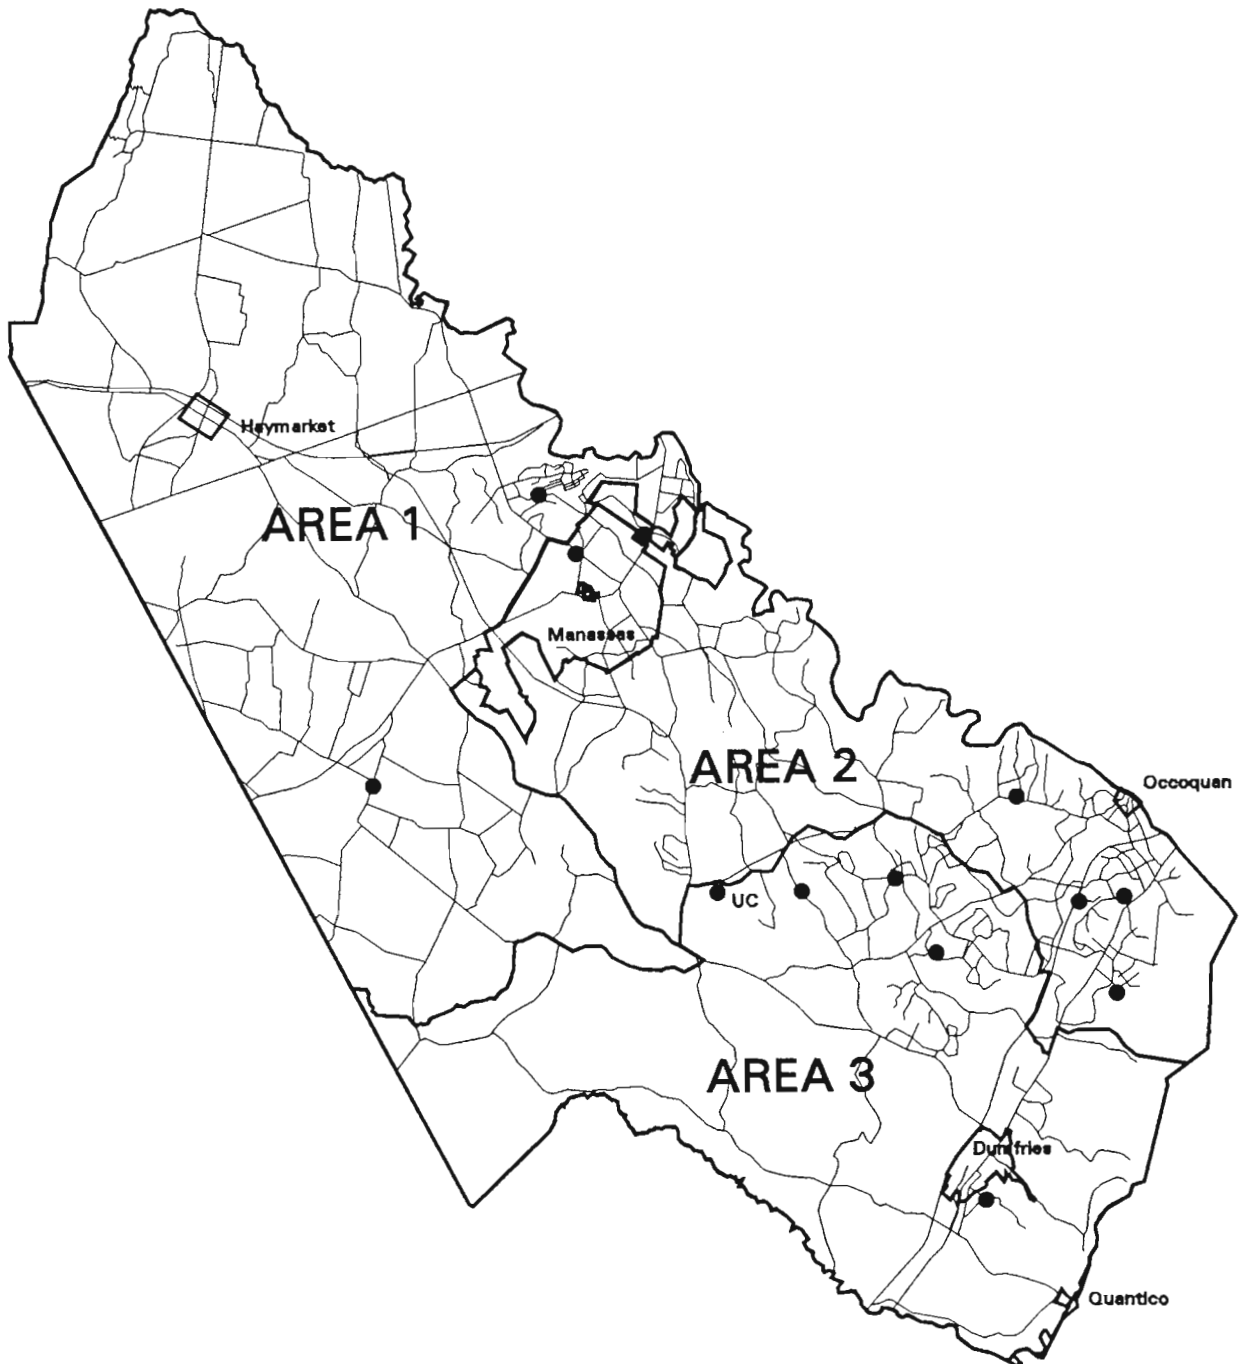 Haymarket
AREA 1
Manassas
AREA 2
Occoquan
UC
AREA 3
Dumfries
Quantico